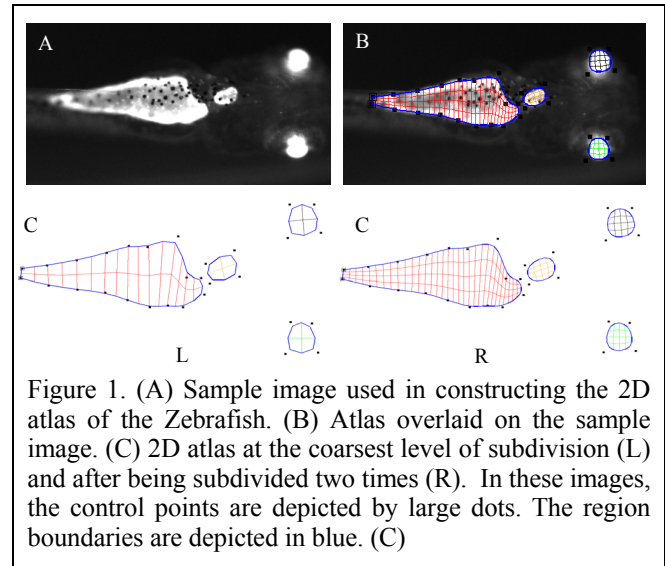 A
B
C
C
L
R
Figure 1. (A) Sample image used in constructing the 2D
atlas of the Zebrafish. (B) Atlas overlaid on the sample
image. (C) 2D atlas at the coarsest level of subdivision (L)
and after being subdivided two times (R). In these images,
the control points are depicted by large dots. The region
boundaries are depicted in blue. (C)